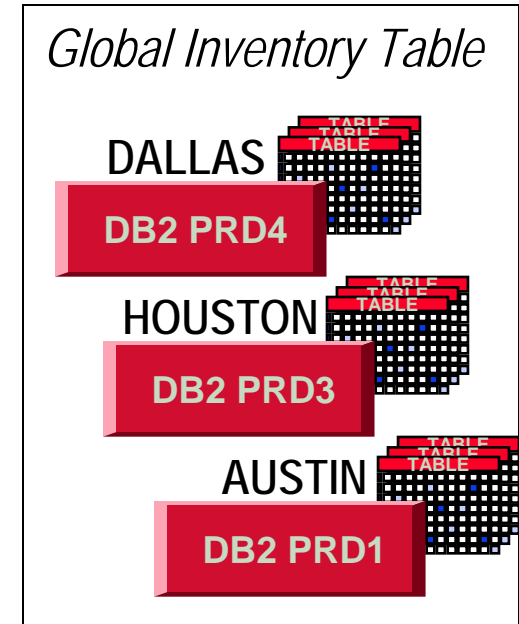 Global Inventory Table
TABLE
TABLE
TABLE
DALLAS
DB2 PRD4
TABLE
TABLE
TABLE
HOUSTON
DB2 PRD3
TABLE
TABLE
TABLE
AUSTIN
DB2 PRD1